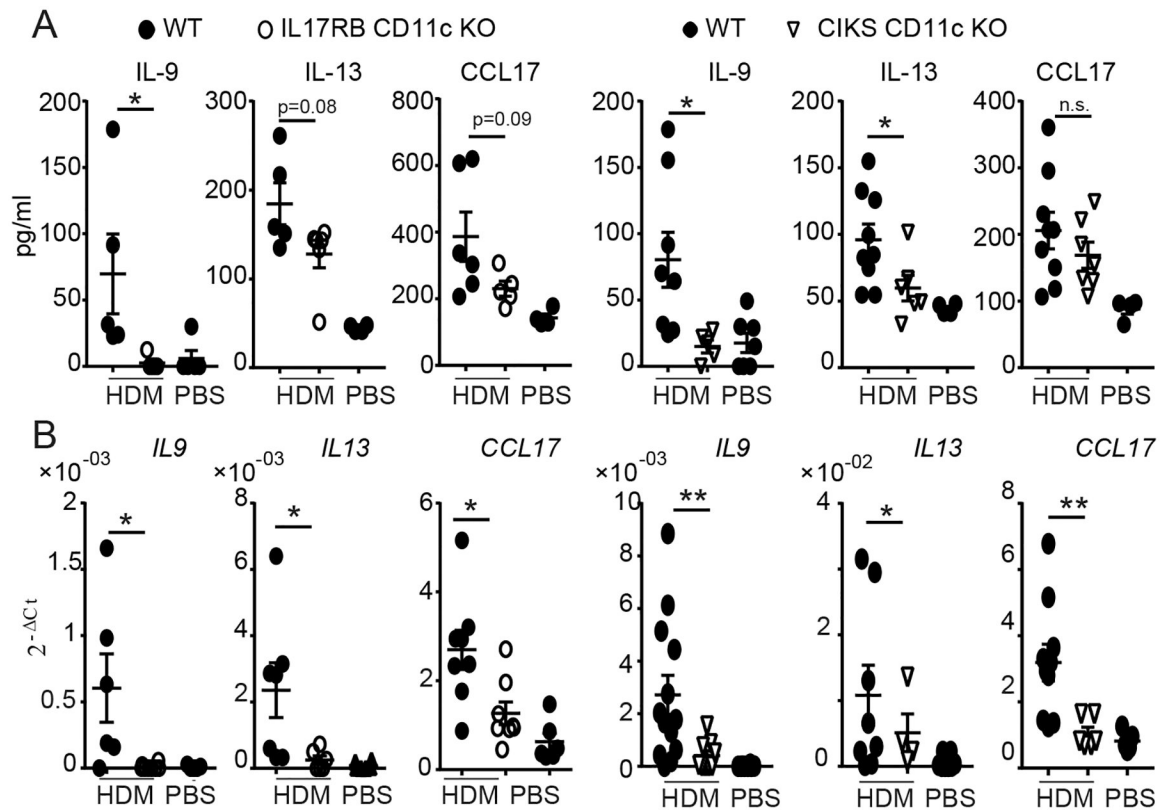 A
WT IL17RB CD11c KO WT CIKS CD11c KO
IL-9 IL-13 CCL17 IL-9 IL-13 CCL17
* p=0.08 p=0.09 * * n.s.
pg/ml
200 150 100 50 0
300 200 100 0
800 600 400 200 0
200 150 100 50 0
200 150 100 50 0
400 300 200 100 0
HDM PBS HDM PBS HDM PBS HDM PBS HDM PBS HDM PBS
B
IL9 IL13 CCL17 IL9 IL13 CCL17
×10⁻⁰³ ×10⁻⁰³ ×10⁻⁰³ ×10⁻⁰²
* * * ** * **
2⁻ΔCt
2 1.5 1 0.5 0
8 6 4 2 0
6 4 2 0
10 8 6 4 2 0
4 2 0
8 6 4 2 0
HDM PBS HDM PBS HDM PBS HDM PBS HDM PBS HDM PBS